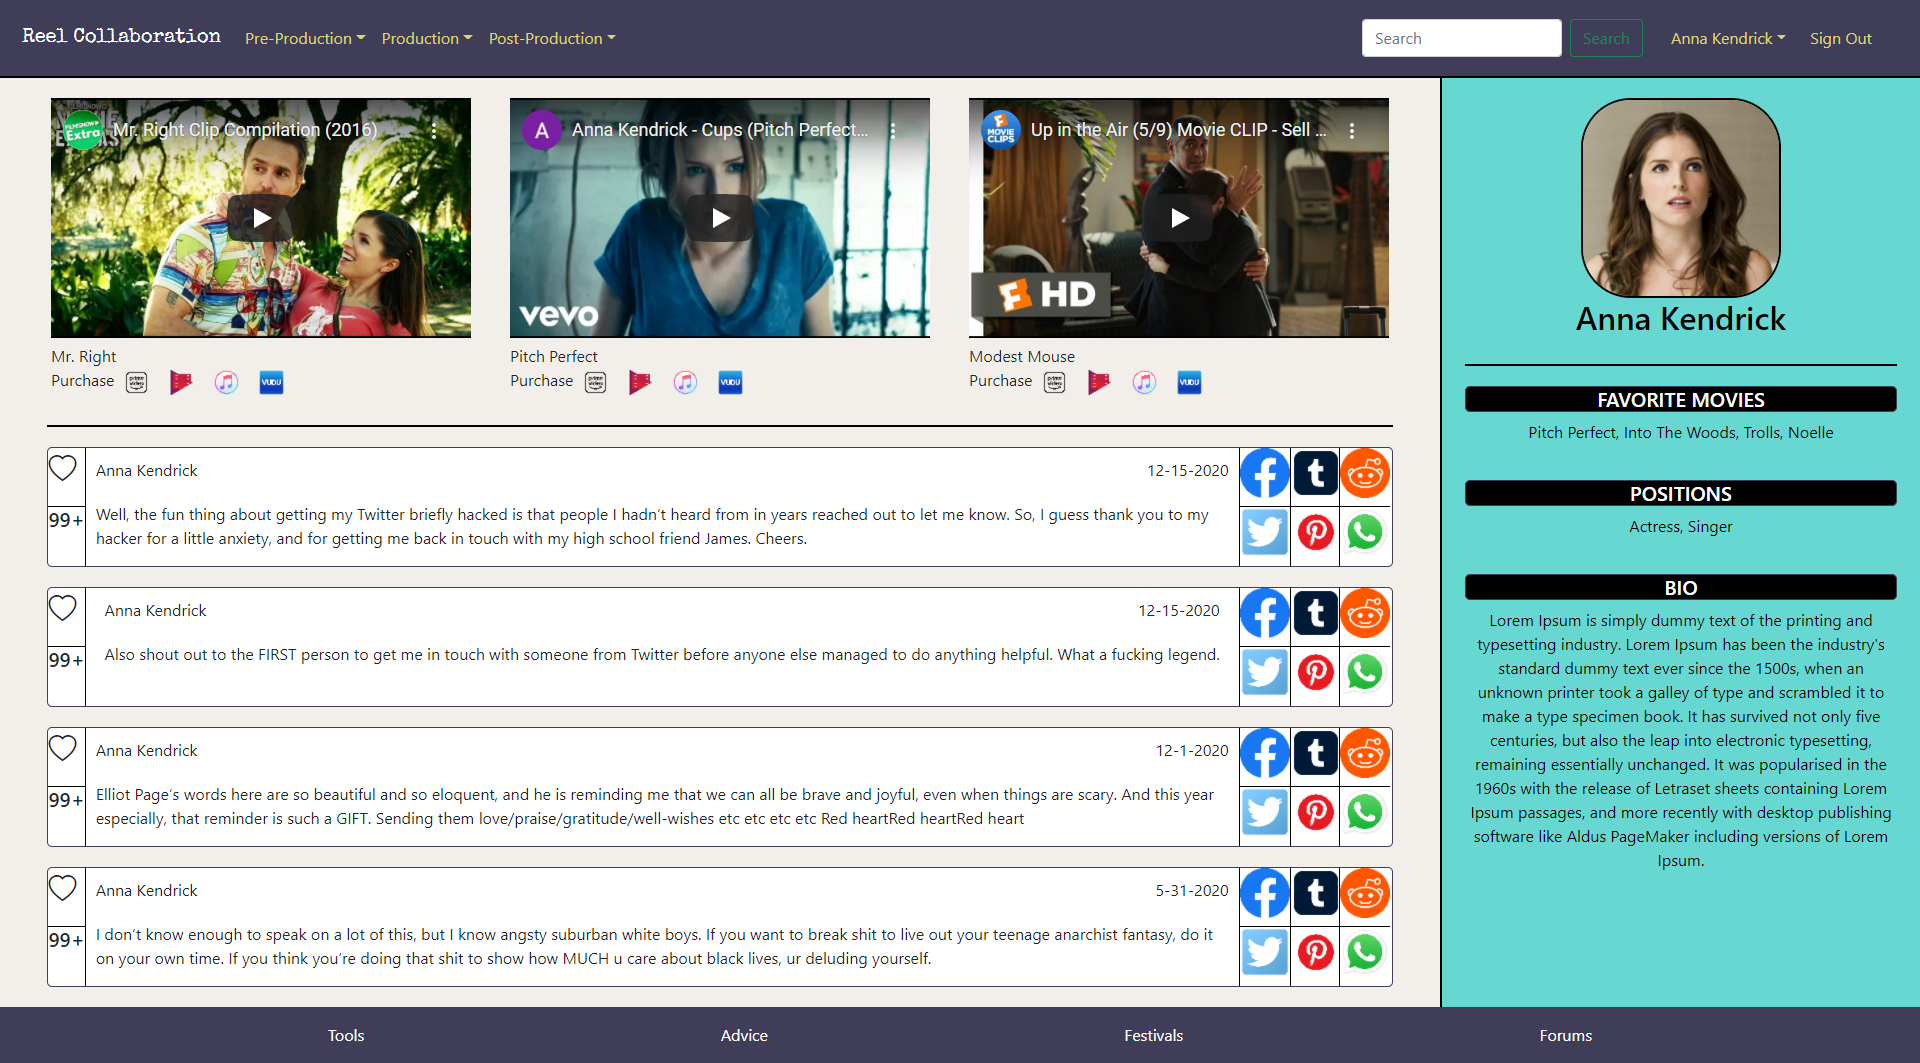 Reel Collaboration
Pre-Production
Production
Post-Production
Search
Search
Anna Kendrick
Sign Out
FILMISNOW
Extra
Mr. Right Clip Compilation (2016)
A
Anna Kendrick - Cups (Pitch Perfect...
vevo
MOVIE
CLIPS
Up in the Air (5/9) Movie CLIP - Sell ...
HD
Mr. Right
Purchase
prime video
VUDU
Pitch Perfect
Purchase
prime video
VUDU
Modest Mouse
Purchase
prime video
VUDU
Anna Kendrick
12-15-2020
99+
Well, the fun thing about getting my Twitter briefly hacked is that people I hadn't heard from in years reached out to let me know. So, I guess thank you to my
hacker for a little anxiety, and for getting me back in touch with my high school friend James. Cheers.
Anna Kendrick
12-15-2020
99+
Also shout out to the FIRST person to get me in touch with someone from Twitter before anyone else managed to do anything helpful. What a fucking legend.
Anna Kendrick
12-1-2020
99+
Elliot Page's words here are so beautiful and so eloquent, and he is reminding me that we can all be brave and joyful, even when things are scary. And this year
especially, that reminder is such a GIFT. Sending them love/praise/gratitude/well-wishes etc etc etc etc Red heartRed heartRed heart
Anna Kendrick
5-31-2020
99+
I don't know enough to speak on a lot of this, but I know angsty suburban white boys. If you want to break shit to live out your teenage anarchist fantasy, do it
on your own time. If you think you're doing that shit to show how MUCH u care about black lives, ur deluding yourself.
Anna Kendrick
FAVORITE MOVIES
Pitch Perfect, Into The Woods, Trolls, Noelle
POSITIONS
Actress, Singer
BIO
Lorem Ipsum is simply dummy text of the printing and
typesetting industry. Lorem Ipsum has been the industry's
standard dummy text ever since the 1500s, when an
unknown printer took a galley of type and scrambled it to
make a type specimen book. It has survived not only five
centuries, but also the leap into electronic typesetting,
remaining essentially unchanged. It was popularised in the
1960s with the release of Letraset sheets containing Lorem
Ipsum passages, and more recently with desktop publishing
software like Aldus PageMaker including versions of Lorem
Ipsum.
Tools
Advice
Festivals
Forums